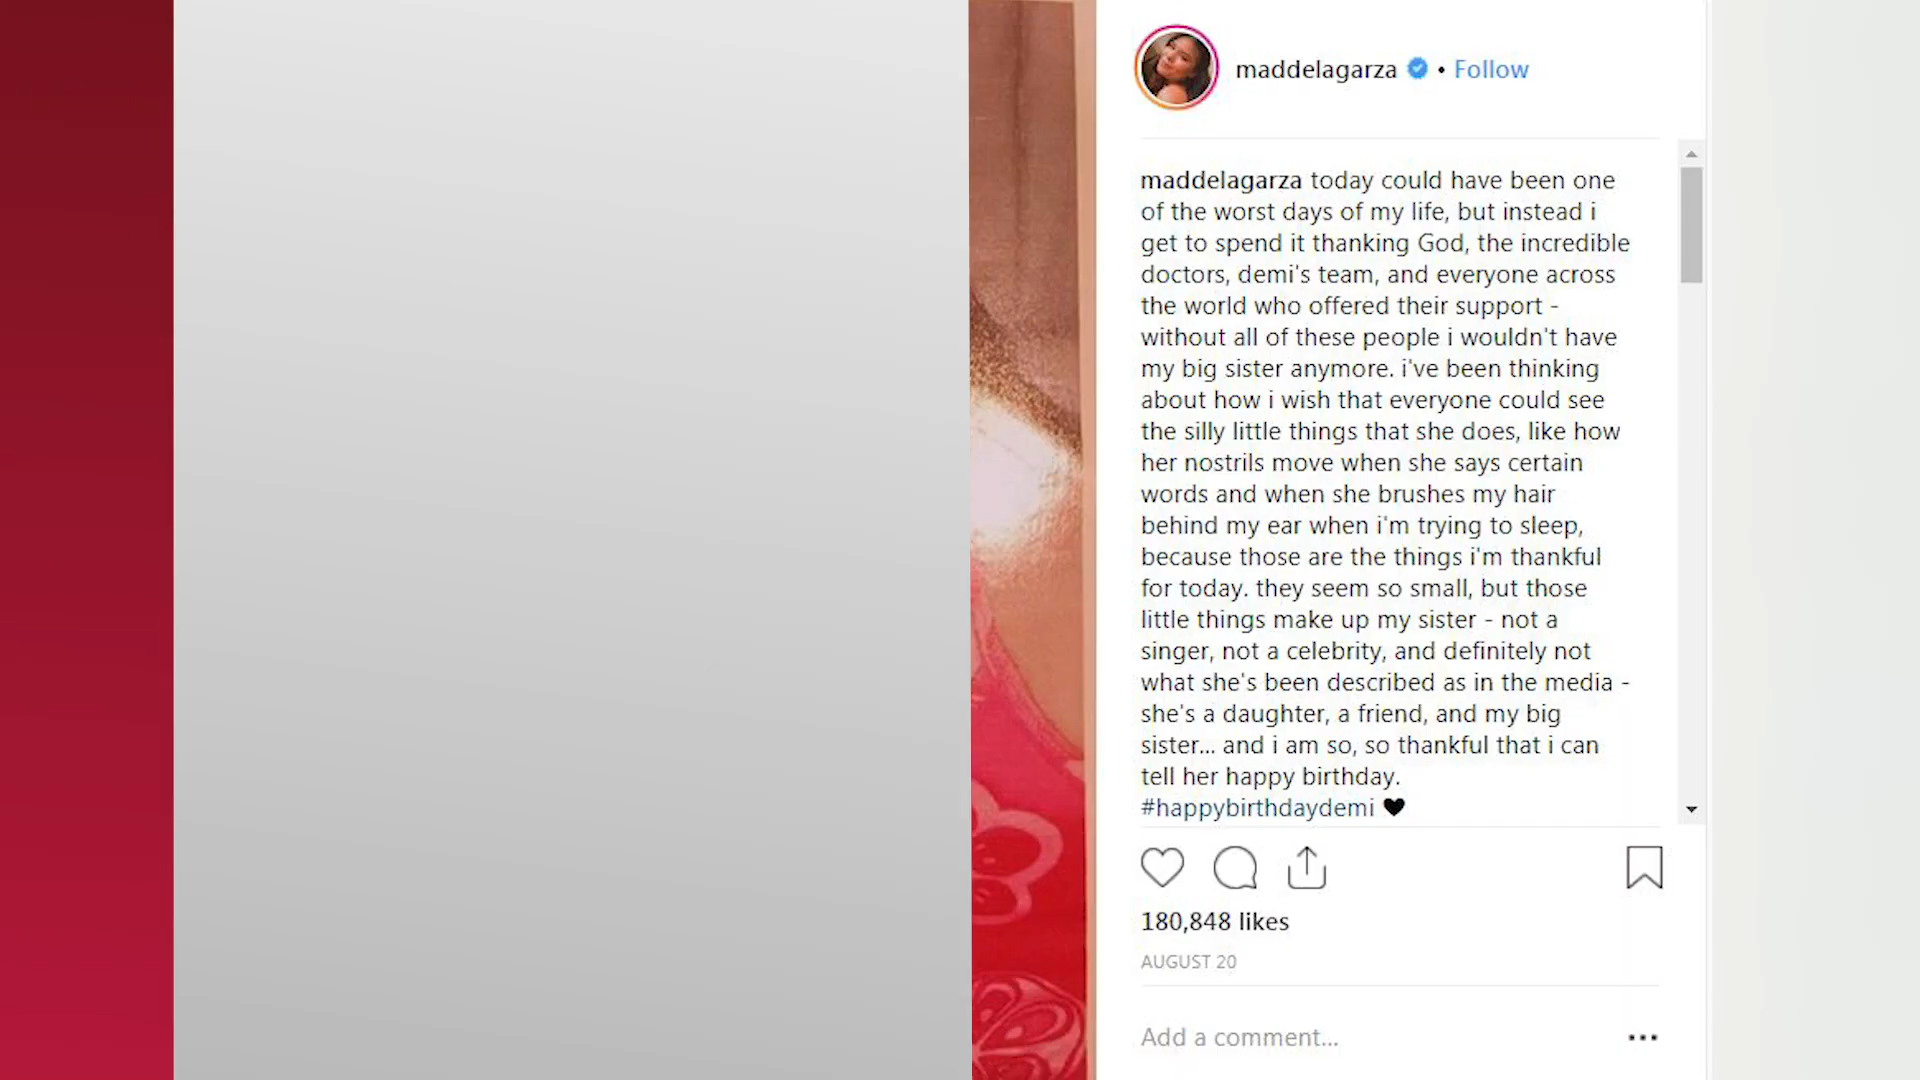 maddelagarza • Follow
maddelagarza today could have been one
of the worst days of my life, but instead i
get to spend it thanking God, the incredible
doctors, demi's team, and everyone across
the world who offered their support -
without all of these people i wouldn't have
my big sister anymore. i've been thinking
about how i wish that everyone could see
the silly little things that she does, like how
her nostrils move when she says certain
words and when she brushes my hair
behind my ear when i'm trying to sleep,
because those are the things i'm thankful
for today. they seem so small, but those
little things make up my sister - not a
singer, not a celebrity, and definitely not
what she's been described as in the media -
she's a daughter, a friend, and my big
sister... and i am so, so thankful that i can
tell her happy birthday.
#happybirthdaydemi 🖤
180,848 likes
AUGUST 20
Add a comment...